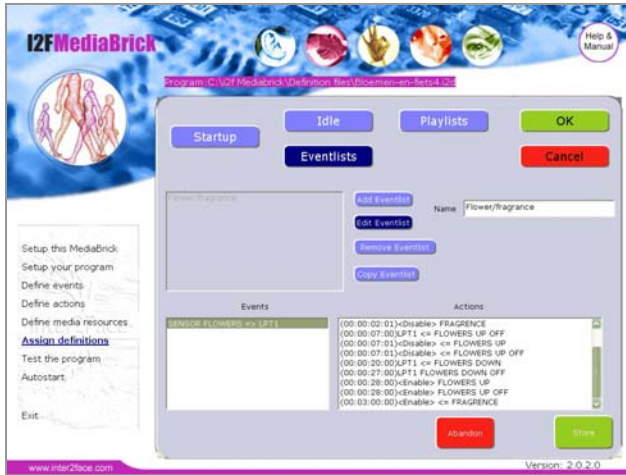 I2FMediaBrick
Help &
Manual
Program: C:\I2f Mediabrick\Definition files\Bloemen-en-fiets4.i2d
Startup
Idle
Playlists
OK
Eventlists
Cancel
Flower/fragrance
Add Eventlist
Edit Eventlist
Remove Eventlist
Copy Eventlist
Name
Flower/fragrance
Setup this MediaBrick
Setup your program
Define events
Define actions
Define media resources
Assign definitions
Test the program
Autostart
Exit
Events
SENSOR FLOWERS => LPT1
Actions
(00:00:02:01)<Disable> FRAGRENCE
(00:00:07:00)LPT1 <= FLOWERS UP OFF
(00:00:07:01)<Disable> <= FLOWERS UP
(00:00:07:01)<Disable> <= FLOWERS UP OFF
(00:00:20:00)LPT1 <= FLOWERS DOWN
(00:00:27:00)LPT1 FLOWERS DOWN OFF
(00:00:28:00)<Enable> FLOWERS UP
(00:00:28:00)<Enable> FLOWERS UP OFF
(00:03:00:00)<Enable> <= FRAGRENCE
Abandon
Store
www.inter2face.com
Version: 2.0.2.0